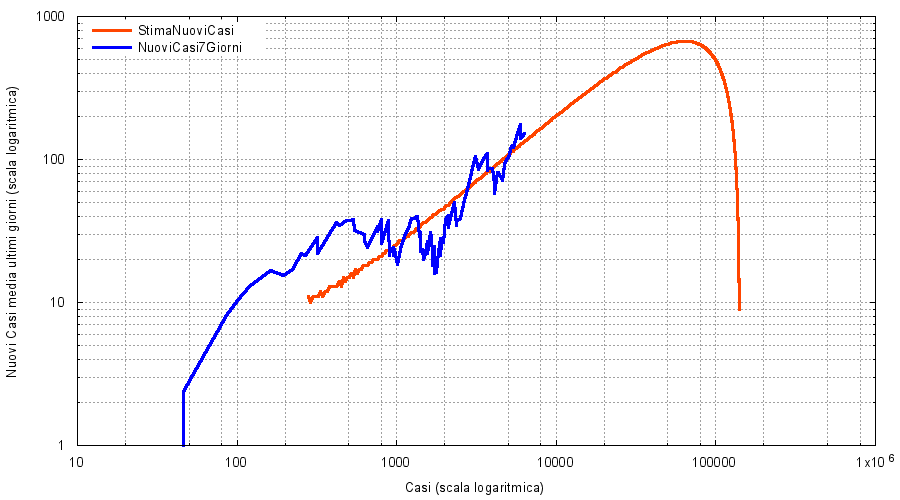 1000
StimaNuoviCasi
NuoviCasi7Giorni
100
10
1
Nuovi Casi media ultimi giorni (scala logaritmica)
10
100
1000
10000
100000
1x10 6
Casi (scala logaritmica)